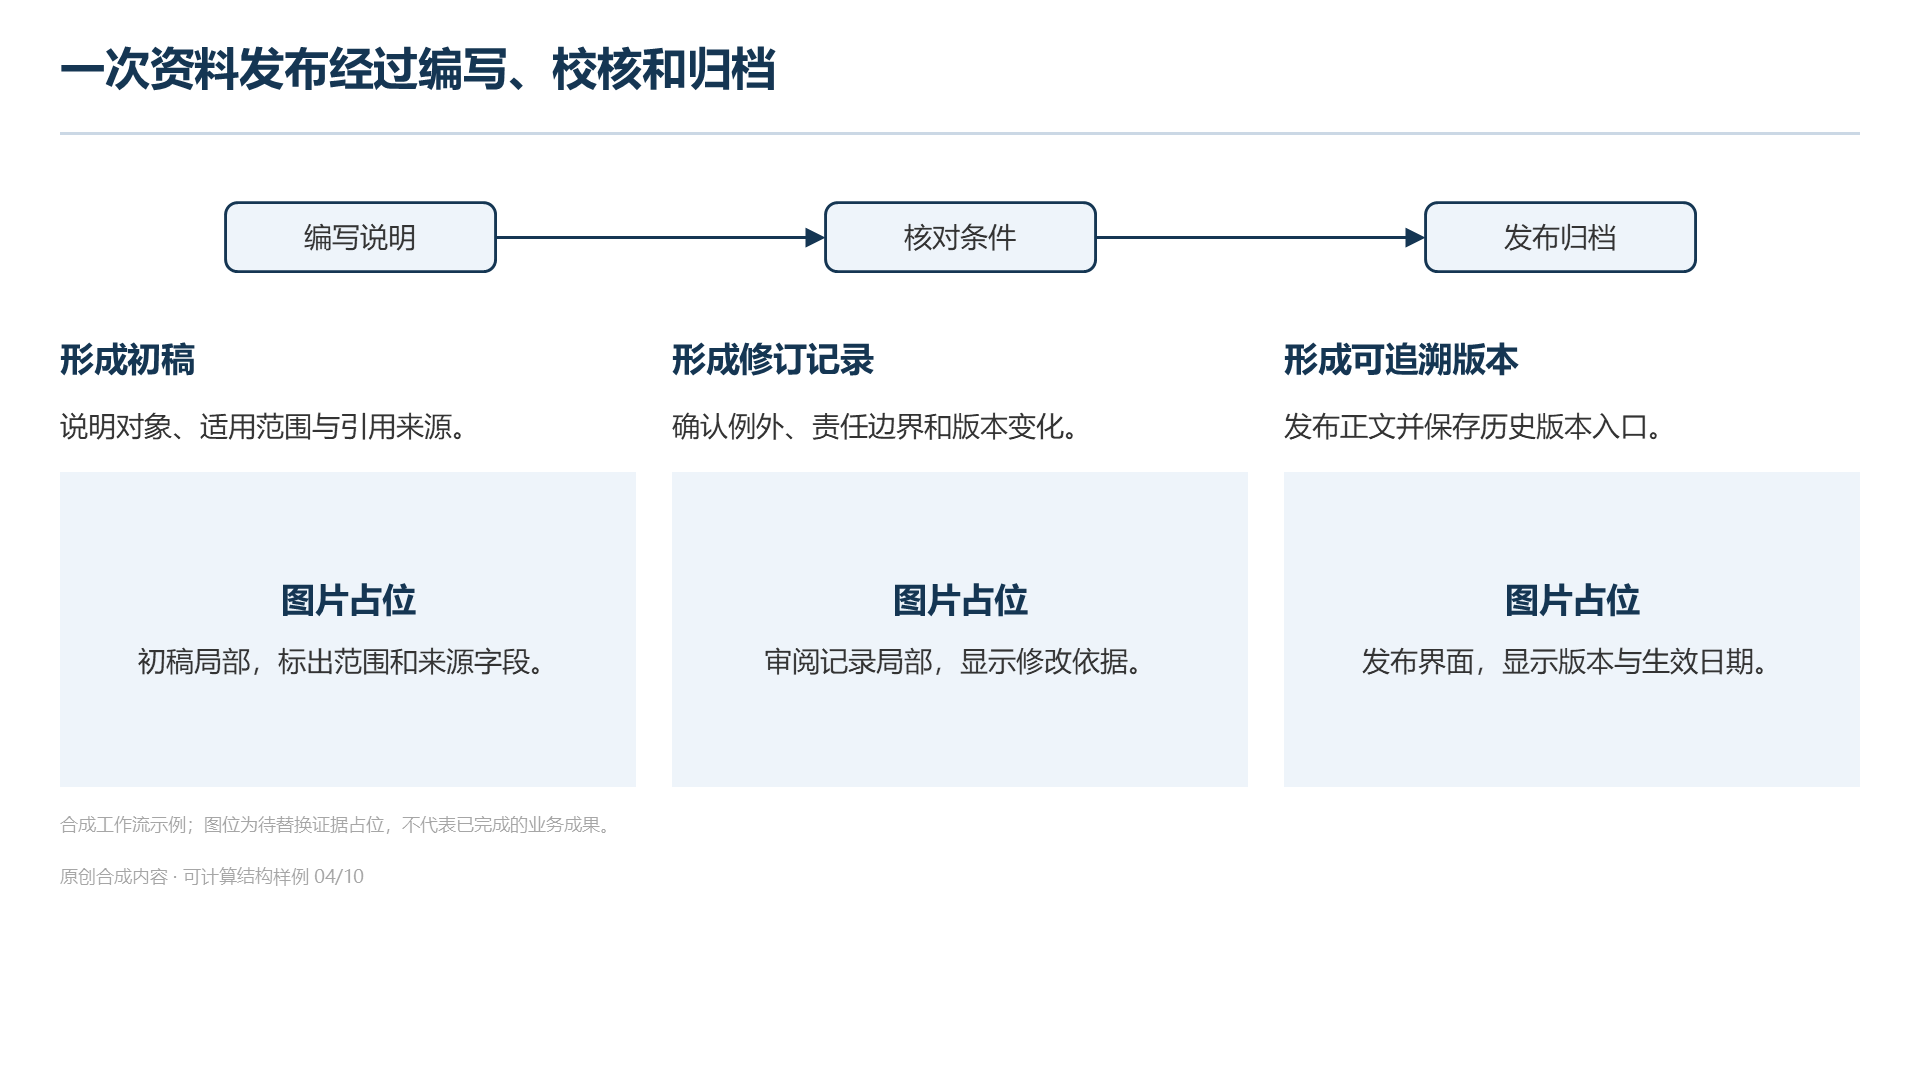 一次资料发布经过编写、校核和归档
编写说明
核对条件
发布归档
形成初稿
说明对象、适用范围与引用来源。
图片占位
初稿局部，标出范围和来源字段。
形成修订记录
确认例外、责任边界和版本变化。
图片占位
审阅记录局部，显示修改依据。
形成可追溯版本
发布正文并保存历史版本入口。
图片占位
发布界面，显示版本与生效日期。
合成工作流示例；图位为待替换证据占位，不代表已完成的业务成果。
原创合成内容 · 可计算结构样例 04/10